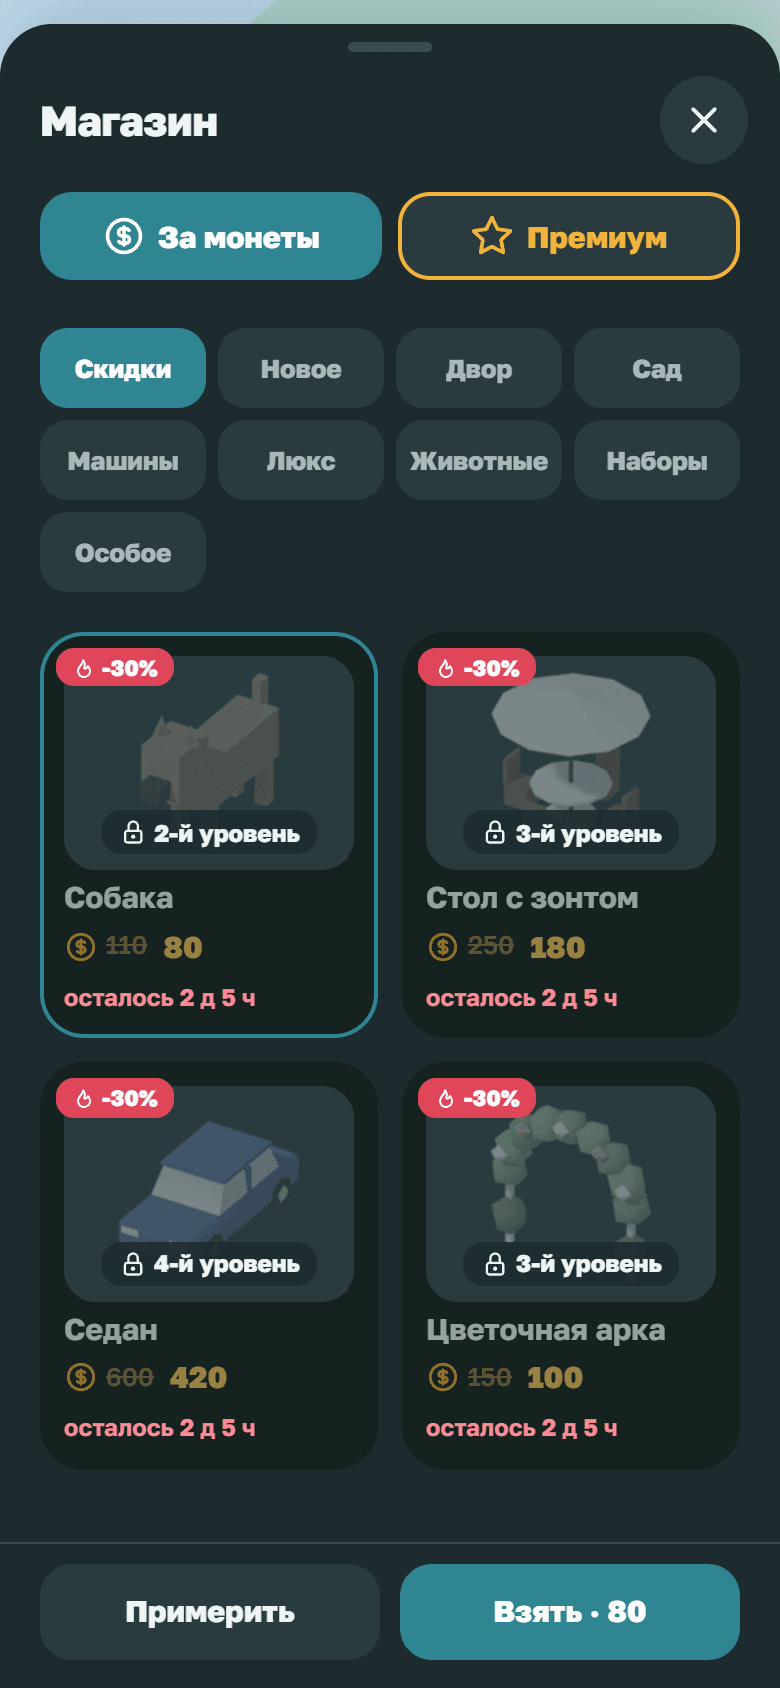 Магазин
За монеты
Премиум
Скидки
Новое
Двор
Сад
Машины
Люкс
Животные
Наборы
Особое
-30%
2-й уровень
Собака
110 80
осталось 2 д 5 ч
-30%
3-й уровень
Стол с зонтом
250 180
осталось 2 д 5 ч
-30%
4-й уровень
Седан
600 420
осталось 2 д 5 ч
-30%
3-й уровень
Цветочная арка
150 100
осталось 2 д 5 ч
Примерить
Взять · 80